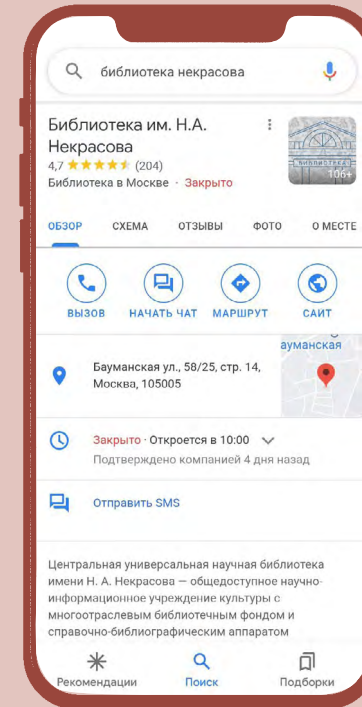 библиотека некрасова
Библиотека им. Н.А.
Некрасова
БИБЛИОТЕКА
106+
4,7 (204)
Библиотека в Москве · Закрыто
ОБЗОР СХЕМА ОТЗЫВЫ ФОТО О МЕСТЕ
ВЫЗОВ НАЧАТЬ ЧАТ МАРШРУТ САЙТ
ауманская
Бауманская ул., 58/25, стр. 14,
Москва, 105005
Закрыто · Откроется в 10:00
Подтверждено компанией 4 дня назад
Отправить SMS
Центральная универсальная научная библиотека
имени Н. А. Некрасова — общедоступное научно-
информационное учреждение культуры с
многоотраслевым библиотечным фондом и
справочно-библиографическим аппаратом
Рекомендации Поиск Подборки